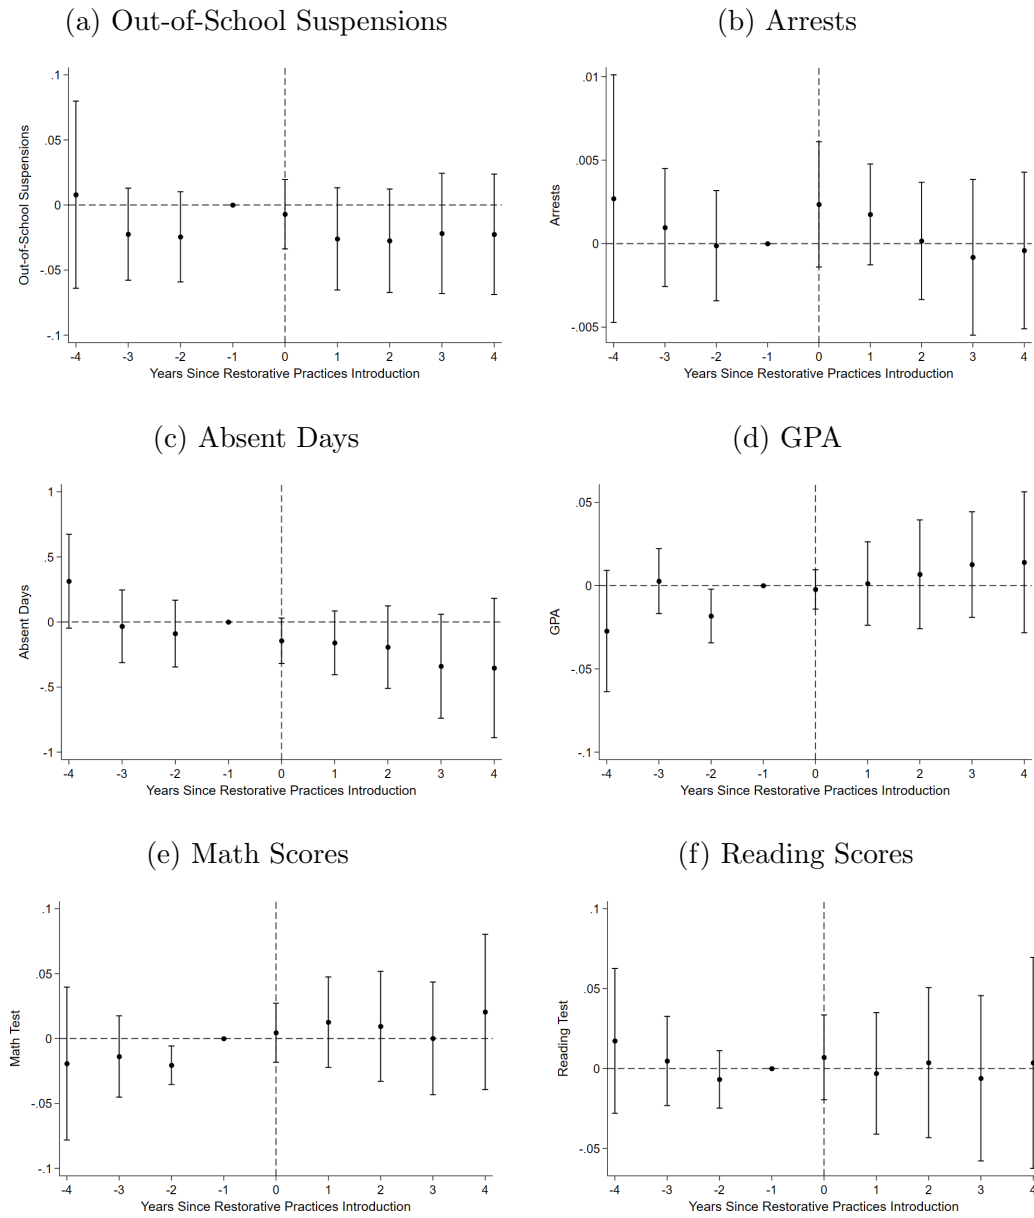 (a) Out-of-School Suspensions
.1
.05
0
-.05
-.1
Out-of-School Suspensions
-4 -3 -2 -1 0 1 2 3 4
Years Since Restorative Practices Introduction
(b) Arrests
.01
.005
0
-.005
Arrests
-4 -3 -2 -1 0 1 2 3 4
Years Since Restorative Practices Introduction
(c) Absent Days
1
.5
0
-.5
-1
Absent Days
-4 -3 -2 -1 0 1 2 3 4
Years Since Restorative Practices Introduction
(d) GPA
.05
0
-.05
-.1
GPA
-4 -3 -2 -1 0 1 2 3 4
Years Since Restorative Practices Introduction
(e) Math Scores
.1
.05
0
-.05
-.1
Math Test
-4 -3 -2 -1 0 1 2 3 4
Years Since Restorative Practices Introduction
(f) Reading Scores
.1
.05
0
-.05
Reading Test
-4 -3 -2 -1 0 1 2 3 4
Years Since Restorative Practices Introduction